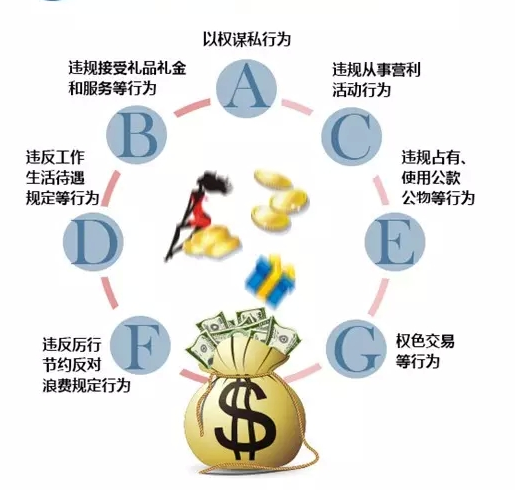 以权谋私行为
A
违规接受礼品礼金
和服务等行为
B
违规从事营利
活动行为
C
违反工作
生活待遇
规定等行为
D
违规占有、
使用公款
公物等行为
E
违反厉行
节约反对
浪费规定行为
F
权色交易
等行为
G
$